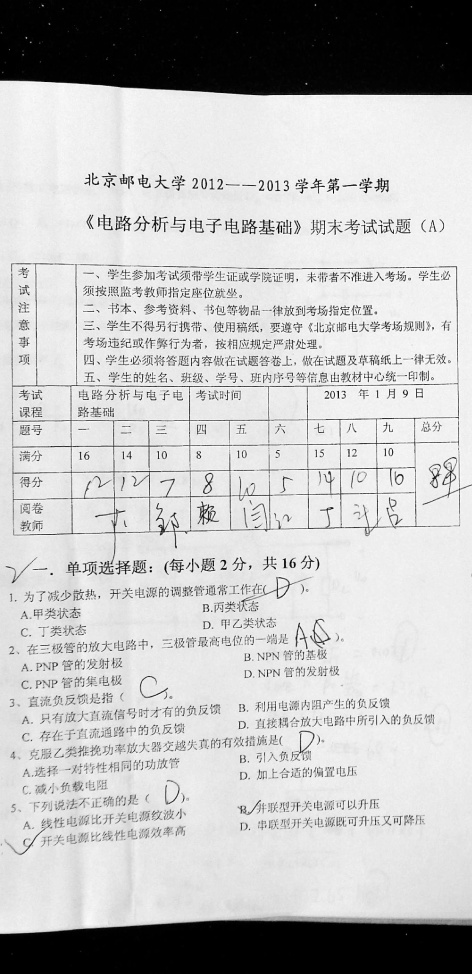 北京邮电大学2012——2013学年第一学期
《电路分析与电子电路基础》期末考试试题（A）
考试注意事项
一、学生参加考试须带学生证或学院证明，未带者不准进入考场。学生必
须按照监考教师指定座位就坐。
二、书本、参考资料、书包等物品一律放到考场指定位置。
三、学生不得另行携带、使用稿纸，要遵守《北京邮电大学考场规则》，有
考场违纪或作弊行为者，按相应规定严肃处理。
四、学生必须将答题内容做在试题答卷上，做在试题及草稿纸上一律无效。
五、学生的姓名、班级、学号、班内序号等信息由教材中心统一印制。
考试课程 电路分析与电子电路基础 考试时间 2013 年 1 月 9 日
题号 一 二 三 四 五 六 七 八 九 总分
满分 16 14 10 8 10 5 15 12 10
得分 12 12 7 8 10 5 14 10 10 88
阅卷教师
一．单项选择题：(每小题 2 分，共 16 分)
1. 为了减少散热，开关电源的调整管通常工作在( D )。
A.甲类状态 B.丙类状态
C. 丁类状态 D. 甲乙类状态
2、在三极管的放大电路中，三极管最高电位的一端是（ A ）。
A. PNP 管的发射极 B. NPN 管的基极
C. PNP 管的集电极 D. NPN 管的发射极
3、直流负反馈是指（ C ）。
A. 只有放大直流信号时才有的负反馈 B. 利用电源内阻产生的负反馈
C. 存在于直流通路中的负反馈 D. 直接耦合放大电路中所引入的负反馈
4、克服乙类推挽功率放大器交越失真的有效措施是( D )。
A.选择一对特性相同的功放管 B. 引入负反馈
C. 减小负载电阻 D. 加上合适的偏置电压
5、下列说法不正确的是（ D ）。
A. 线性电源比开关电源纹波小 B. 并联型开关电源可以升压
C. 开关电源比线性电源效率高 D. 串联型开关电源既可升压又可降压